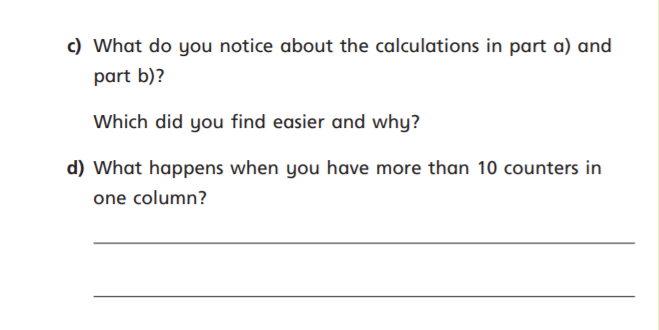 c) What do you notice about the calculations in part a) and
part b)?
Which did you find easier and why?
d) What happens when you have more than 10 counters in
one column?